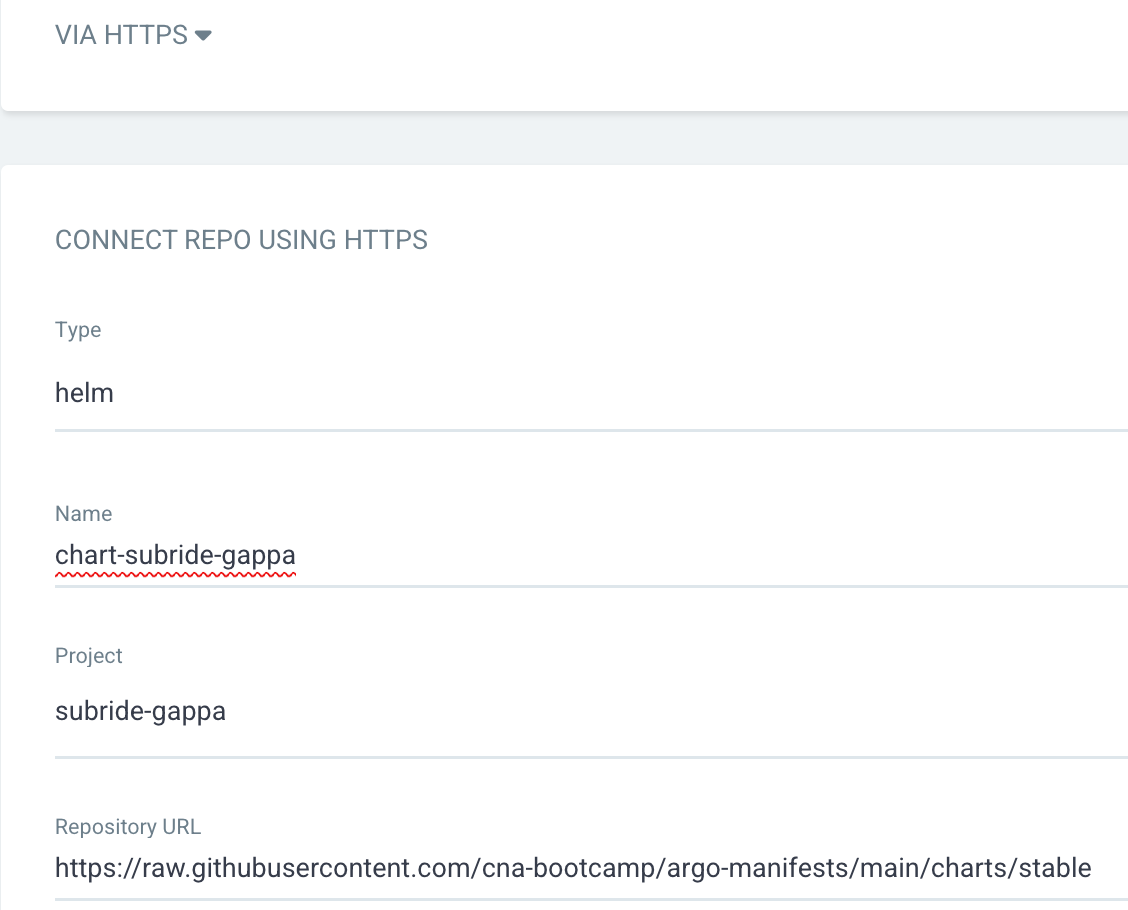 VIA HTTPS
CONNECT REPO USING HTTPS
Type
helm
Name
chart-subride-gappa
Project
subride-gappa
Repository URL
https://raw.githubusercontent.com/cna-bootcamp/argo-manifests/main/charts/stable